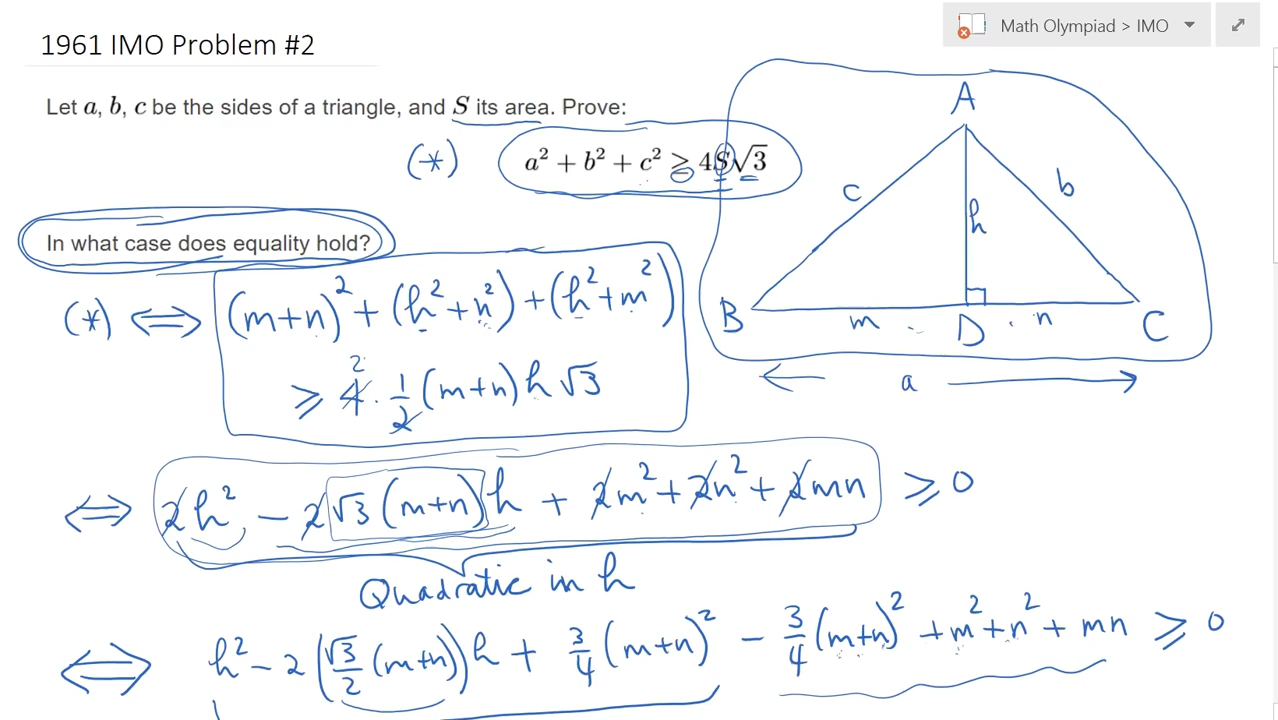 1961 IMO Problem #2
Math Olympiad > IMO
Let a, b, c be the sides of a triangle, and S its area. Prove:
(*) a² + b² + c² ≥ 4S√3
In what case does equality hold?
A
c
b
h
B
m
D
n
C
a
(*) ⟺ (m+n)² + (h²+n²) + (h²+m²)
≥ 4 2 · 1/2 (m+n) h √3
⟺ 2h² − 2√3(m+n)h + 2m² + 2n² + 2mn ≥ 0
Quadratic in h
⟺ h² − 2(√3/2 (m+n))h + 3/4 (m+n)² − 3/4 (m+n)² + m² + n² + mn ≥ 0